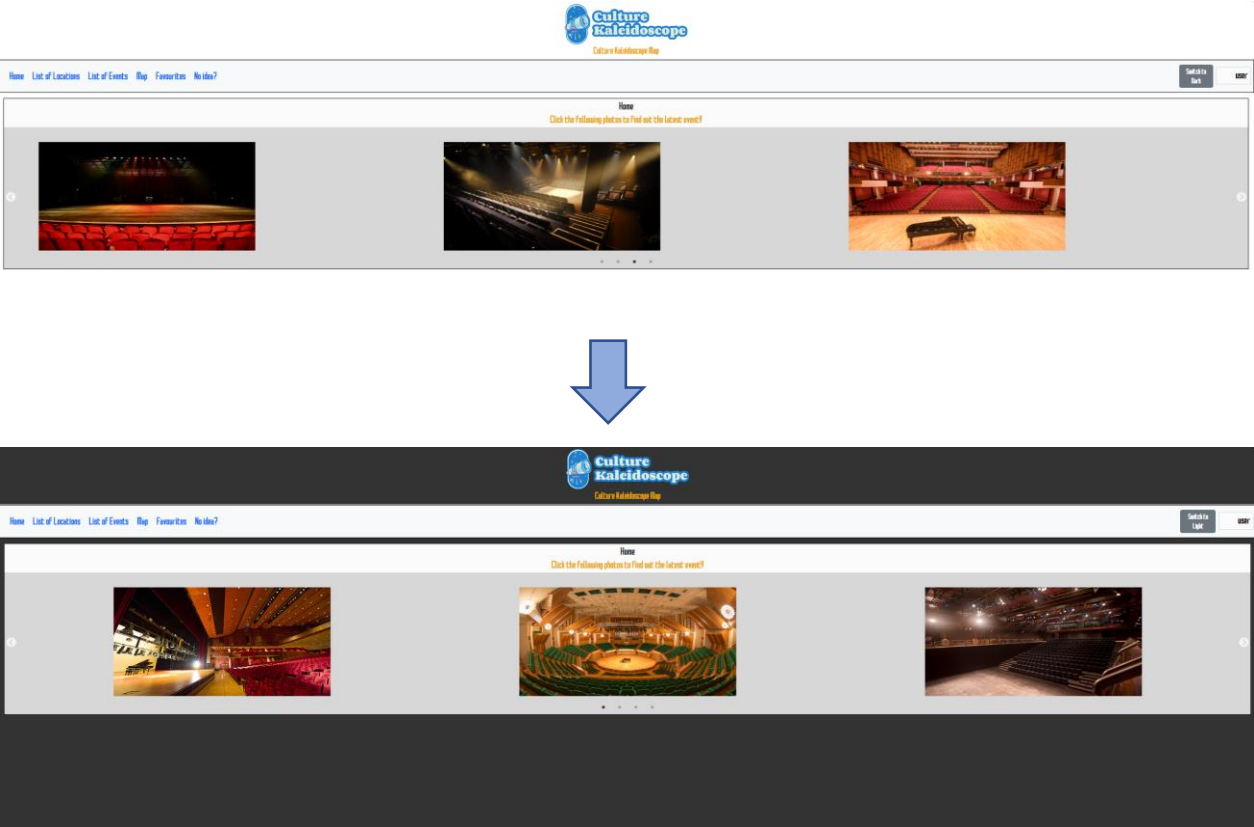 Culture
Kaleidoscope
Culture Kaleidoscope Map
Home List of Locations List of Events Map Favourites No idea?
Switch to
Dark
user
Home
Click the following photos to find out the latest event!!
Culture
Kaleidoscope
Culture Kaleidoscope Map
Home List of Locations List of Events Map Favourites No idea?
Switch to
Light
user
Home
Click the following photos to find out the latest event!!